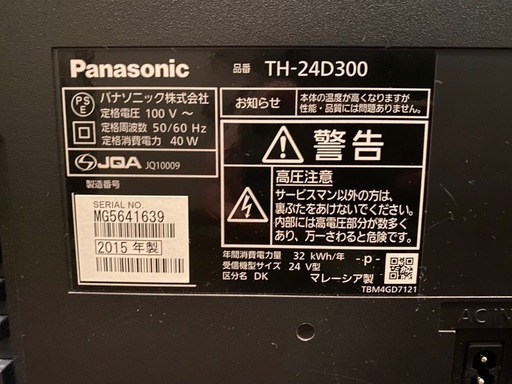 Panasonic
品番 TH-24D300
PS
E
パナソニック株式会社
定格電圧 100 V ～
定格周波数 50/60 Hz
定格消費電力 40 W
JQA JQ10009
製造番号
SERIAL NO.
MG5641639
2015 年製
お知らせ
本体の温度が高くなりますが
性能・品質には問題ありません。
警告
高圧注意
サービスマン以外の方は、
裏ぶたをあけないでください。
内部には高電圧部分が数多く
あり、万一さわると危険です。
年間消費電力量 32 kWh/年
受信機型サイズ 24 V型
区分名 DK
マレーシア製
-p-
TBM4GD7121
AC IN